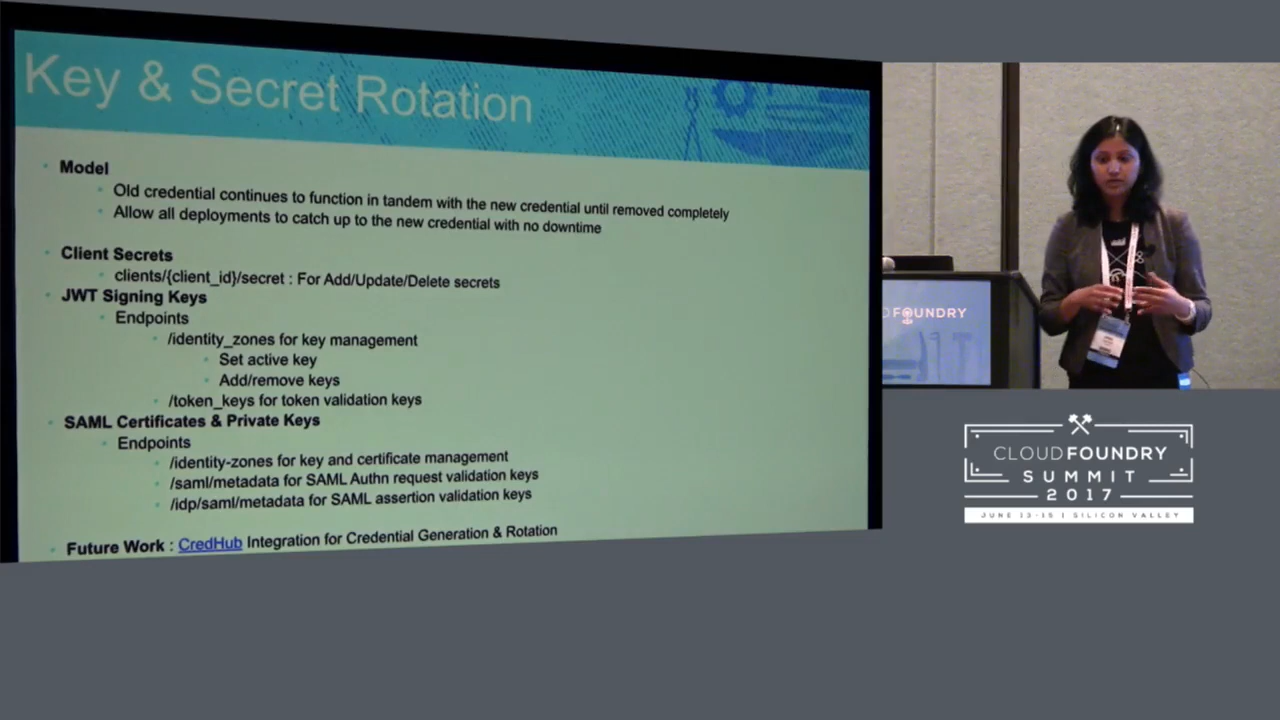 Key & Secret Rotation
Model
Old credential continues to function in tandem with the new credential until removed completely
Allow all deployments to catch up to the new credential with no downtime
Client Secrets
clients/{client_id}/secret : For Add/Update/Delete secrets
JWT Signing Keys
Endpoints
/identity_zones for key management
Set active key
Add/remove keys
/token_keys for token validation keys
SAML Certificates & Private Keys
Endpoints
/identity-zones for key and certificate management
/saml/metadata for SAML Authn request validation keys
/idp/saml/metadata for SAML assertion validation keys
Future Work : CredHub Integration for Credential Generation & Rotation
D FOUNDRY
CLOUD FOUNDRY
SUMMIT
2017
JUNE 13-15 | SILICON VALLEY